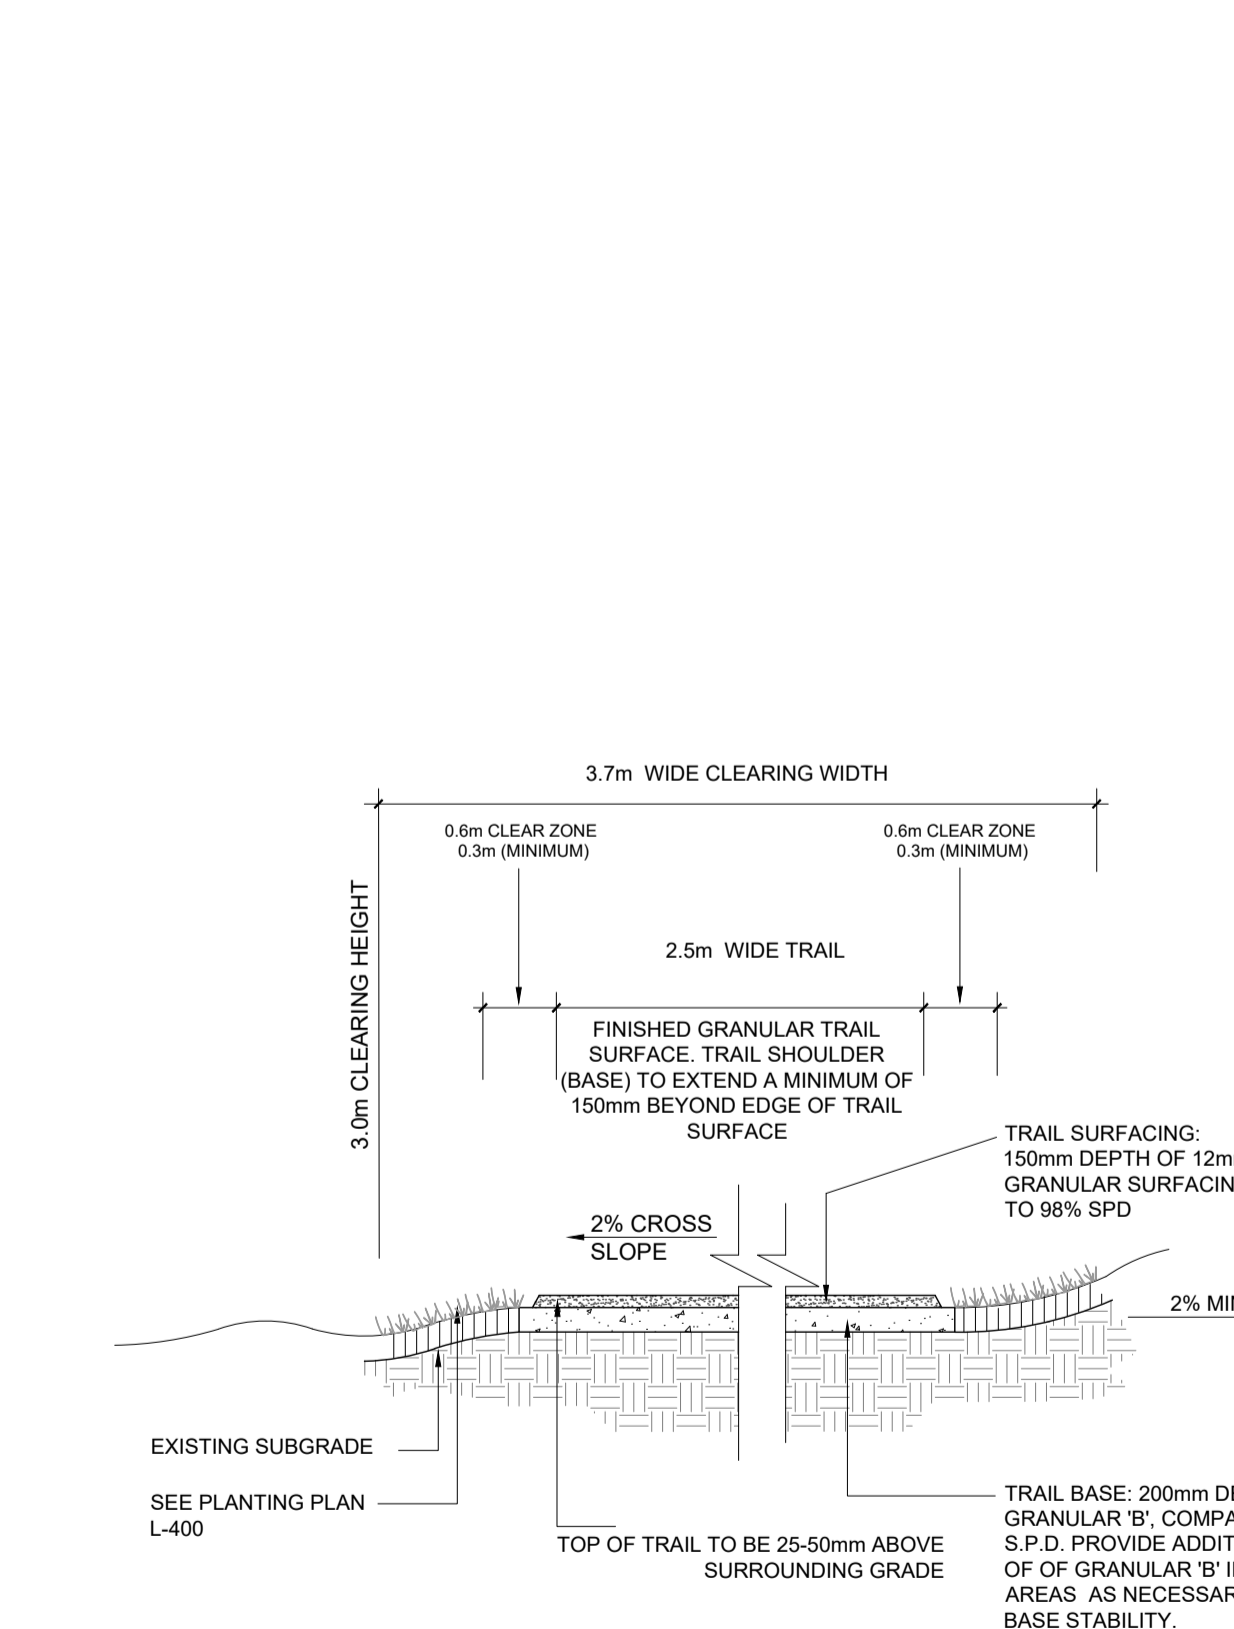 3.7m WIDE CLEARING WIDTH
0.6m CLEAR ZONE
0.3m (MINIMUM)
0.6m CLEAR ZONE
0.3m (MINIMUM)
3.0m CLEARING HEIGHT
2.5m WIDE TRAIL
FINISHED GRANULAR TRAIL
SURFACE. TRAIL SHOULDER
(BASE) TO EXTEND A MINIMUM OF
150mm BEYOND EDGE OF TRAIL
SURFACE
TRAIL SURFACING:
150mm DEPTH OF
GRANULAR
TO 98% SPD
2% CROSS
SLOPE
2%
EXISTING SUBGRADE
SEE PLANTING PLAN
L-400
TOP OF TRAIL TO BE 25-50mm ABOVE
SURROUNDING GRADE
TRAIL BASE: 200mm
GRANULAR 'B',
S.P.D. PROVIDE
OF OF GRANULAR 'B'
AREAS AS
BASE STABILITY.